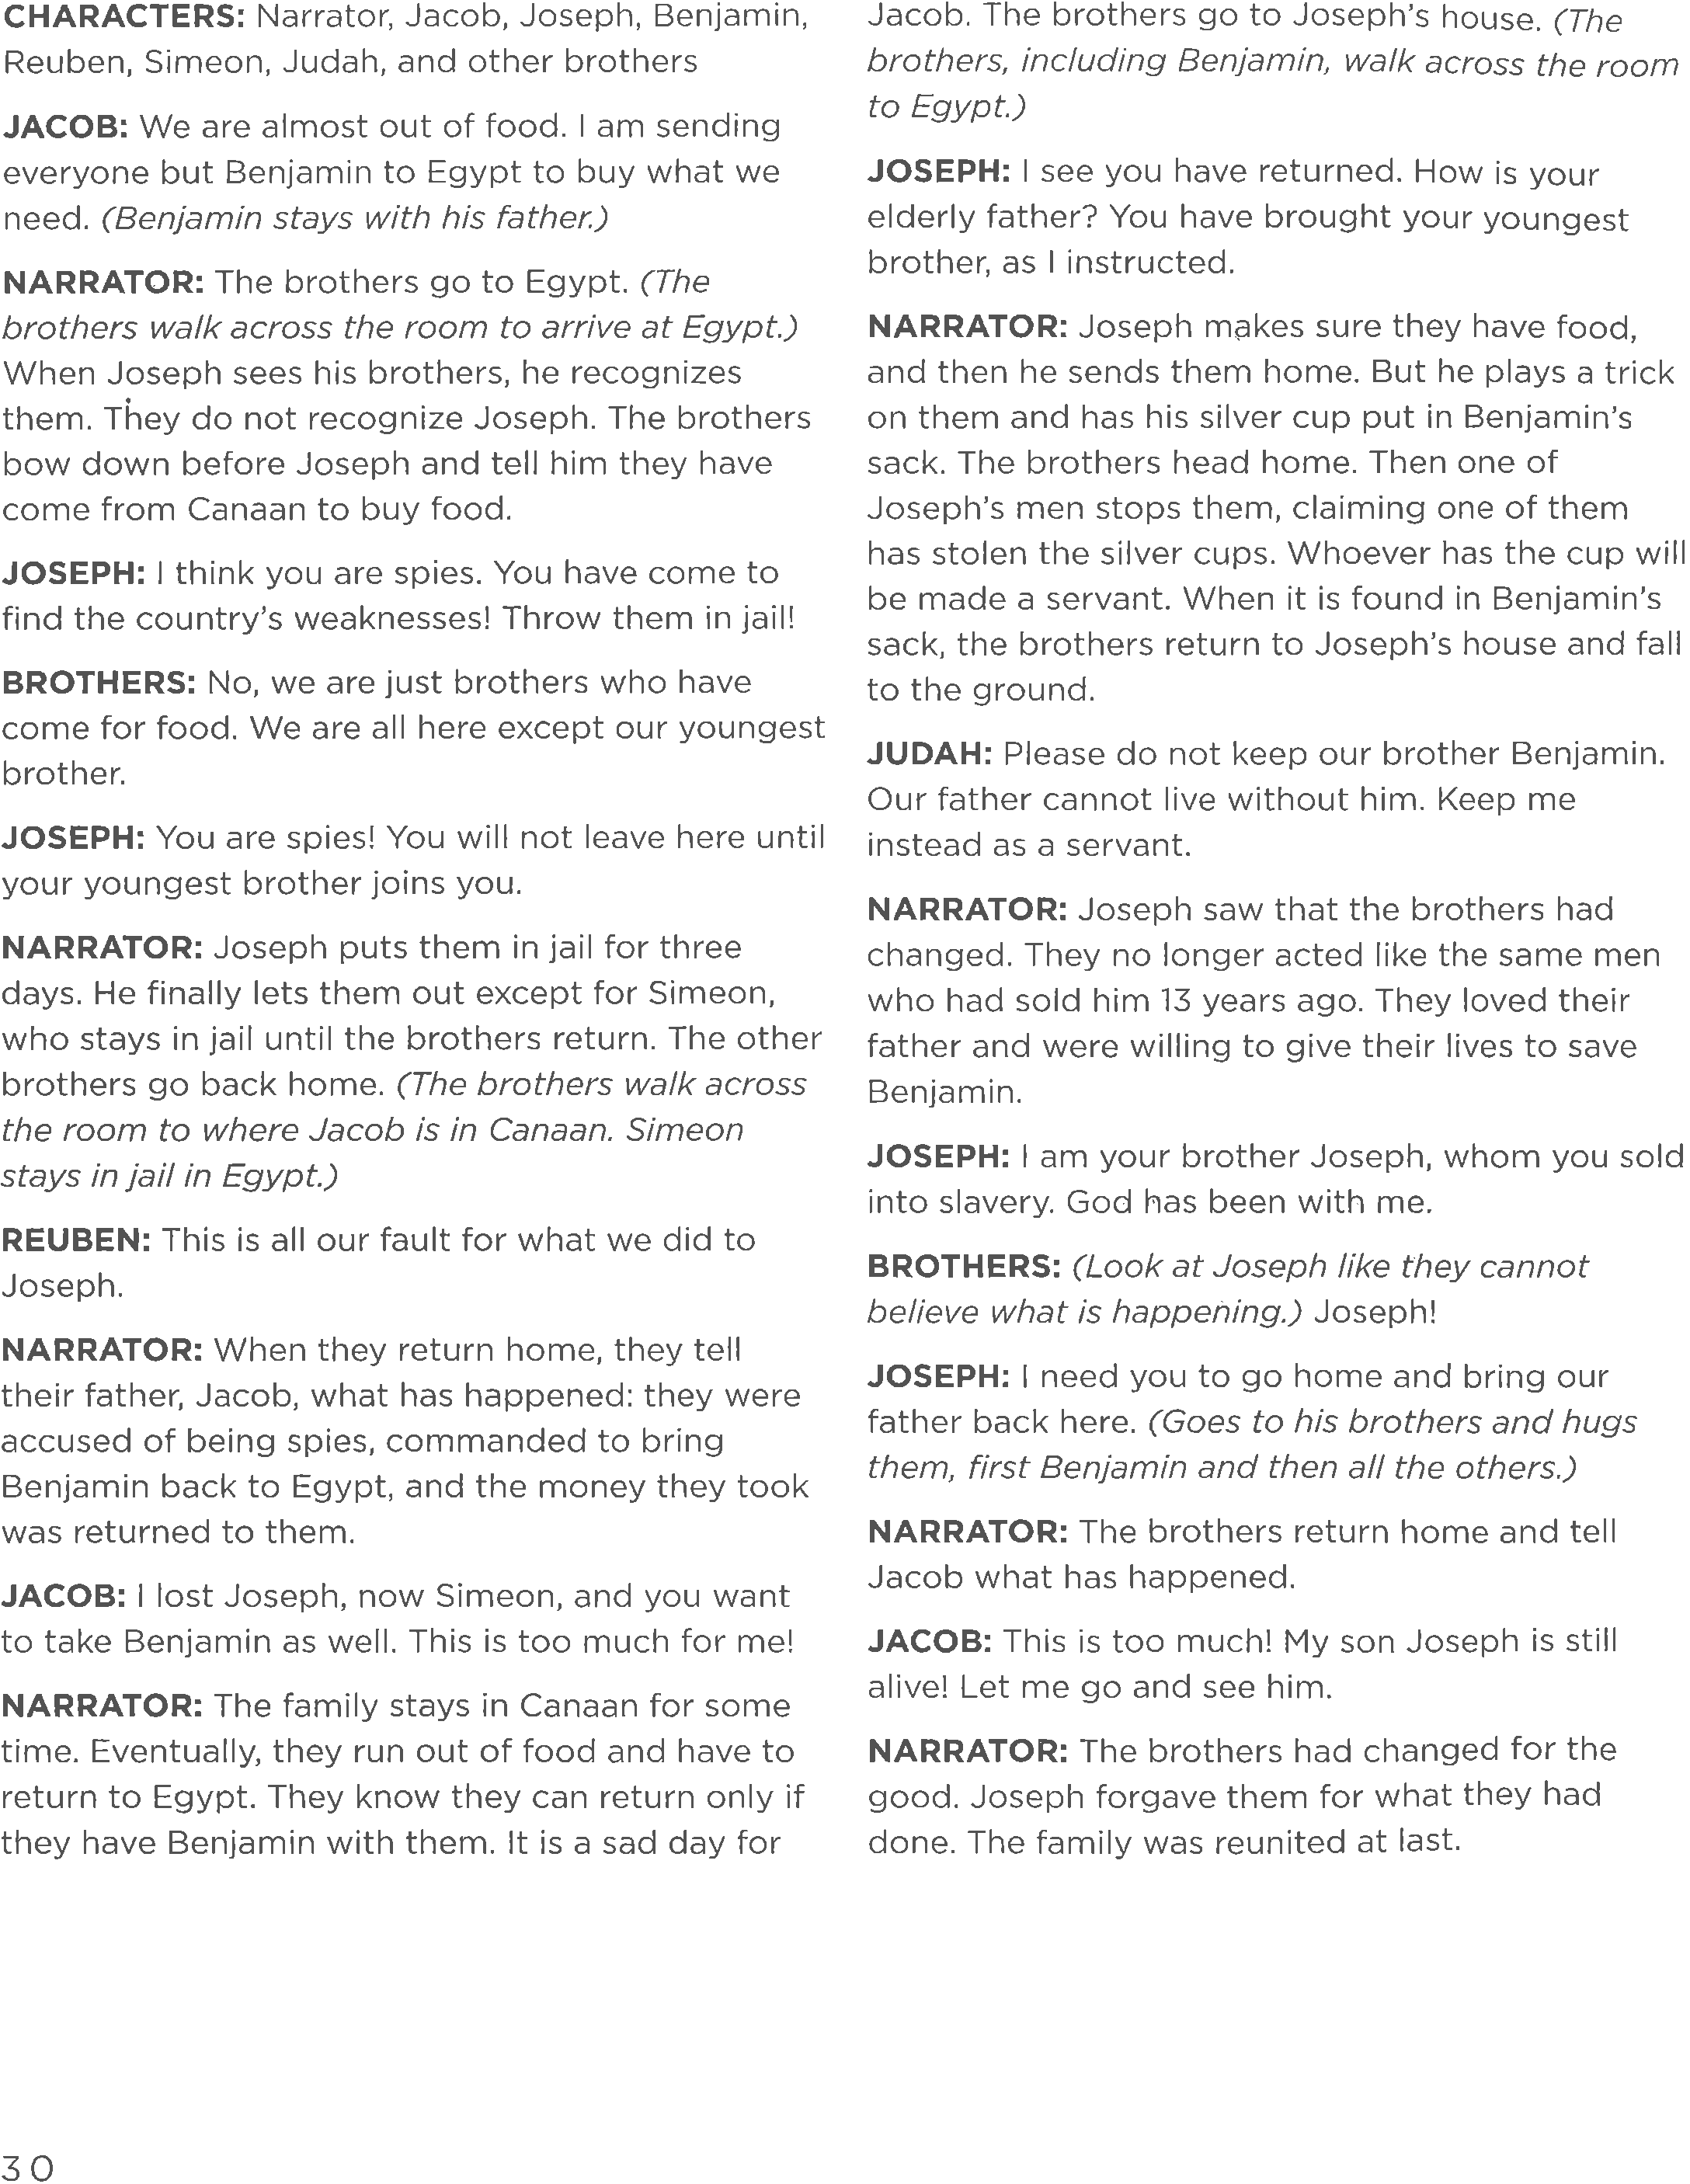 CHARACTERS: Narrator, Jacob, Joseph, Benjamin,
Reuben, Simeon, Judah, and other brothers
JACOB: We are almost out of food. I am sending
everyone but Benjamin to Egypt to buy what we
need. (Benjamin stays with his father.)
NARRATOR: The brothers go to Egypt. (The
brothers walk across the room to arrive at Egypt.)
When Joseph sees his brothers, he recognizes
them. They do not recognize Joseph. The brothers
bow down before Joseph and tell him they have
come from Canaan to buy food.
JOSEPH: I think you are spies. You have come to
find the country's weaknesses! Throw them in jail!
BROTHERS: No, we are just brothers who have
come for food. We are all here except our youngest
brother.
JOSEPH: You are spies! You will not leave here until
your youngest brother joins you.
NARRATOR: Joseph puts them in jail for three
days. He finally lets them out except for Simeon,
who stays in jail until the brothers return. The other
brothers go back home. (The brothers walk across
the room to where Jacob is in Canaan. Simeon
stays in jail in Egypt.)
REUBEN: This is all our fault for what we did to
Joseph.
NARRATOR: When they return home, they tell
their father, Jacob, what has happened: they were
accused of being spies, commanded to bring
Benjamin back to Egypt, and the money they took
was returned to them.
JACOB: I lost Joseph, now Simeon, and you want
to take Benjamin as well. This is too much for me!
NARRATOR: The family stays in Canaan for some
time. Eventually, they run out of food and have to
return to Egypt. They know they can return only if
they have Benjamin with them. It is a sad day for
Jacob. The brothers go to Joseph's house. (The
brothers, including Benjamin, walk across the room
to Egypt.)
JOSEPH: I see you have returned. How is your
elderly father? You have brought your youngest
brother, as I instructed.
NARRATOR: Joseph makes sure they have food,
and then he sends them home. But he plays a trick
on them and has his silver cup put in Benjamin's
sack. The brothers head home. Then one of
Joseph's men stops them, claiming one of them
has stolen the silver cups. Whoever has the cup will
be made a servant. When it is found in Benjamin's
sack, the brothers return to Joseph's house and fall
to the ground.
JUDAH: Please do not keep our brother Benjamin.
Our father cannot live without him. Keep me
instead as a servant.
NARRATOR: Joseph saw that the brothers had
changed. They no longer acted like the same men
who had sold him 13 years ago. They loved their
father and were willing to give their lives to save
Benjamin.
JOSEPH: I am your brother Joseph, whom you sold
into slavery. God has been with me.
BROTHERS: (Look at Joseph like they cannot
believe what is happening.) Joseph!
JOSEPH: I need you to go home and bring our
father back here. (Goes to his brothers and hugs
them, first Benjamin and then all the others.)
NARRATOR: The brothers return home and tell
Jacob what has happened.
JACOB: This is too much! My son Joseph is still
alive! Let me go and see him.
NARRATOR: The brothers had changed for the
good. Joseph forgave them for what they had
done. The family was reunited at last.
30